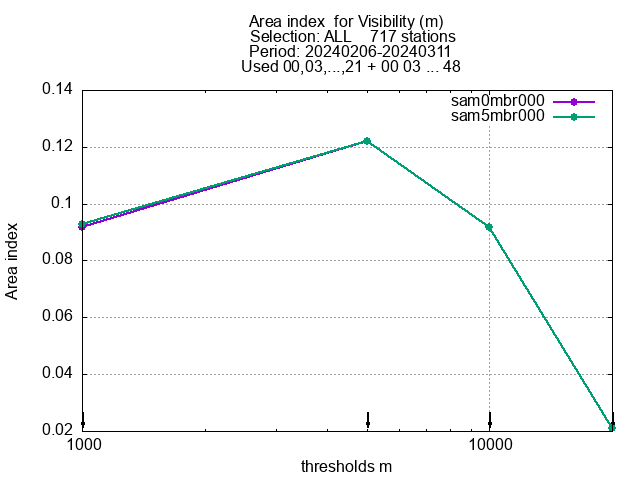 Area index  for Visibility (m)
Selection: ALL    717 stations
Period: 20240206-20240311
Used 00,03,...,21 + 00 03 ... 48
sam0mbr000
sam5mbr000
0.14
0.12
0.1
0.08
0.06
0.04
0.02
Area index
1000
10000
thresholds m